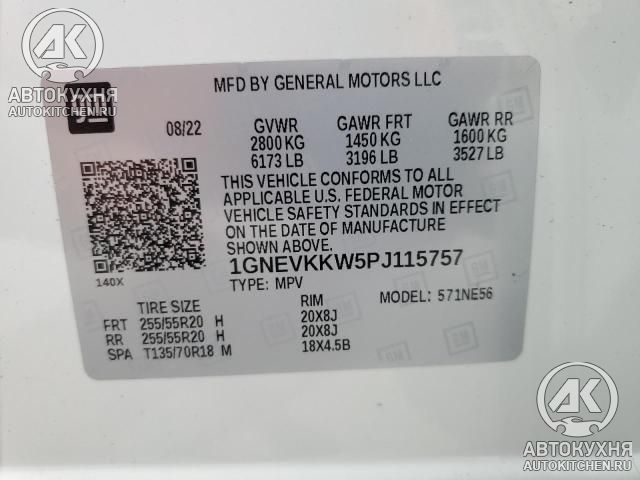 AK
АВТОКУХНЯ
AUTOKITCHEN.RU
gm
MFD BY GENERAL MOTORS LLC
08/22 GVWR GAWR FRT GAWR RR
2800 KG 1450 KG 1600 KG
6173 LB 3196 LB 3527 LB
THIS VEHICLE CONFORMS TO ALL
APPLICABLE U.S. FEDERAL MOTOR
VEHICLE SAFETY STANDARDS IN EFFECT
ON THE DATE OF MANUFACTURE
SHOWN ABOVE.
140X 1GNEVKKW5PJ115757
TYPE: MPV MODEL: 571NE56
TIRE SIZE RIM
FRT 255/55R20 H 20X8J
RR 255/55R20 H 20X8J
SPA T135/70R18 M 18X4.5B
AK
АВТОКУХНЯ
AUTOKITCHEN.RU